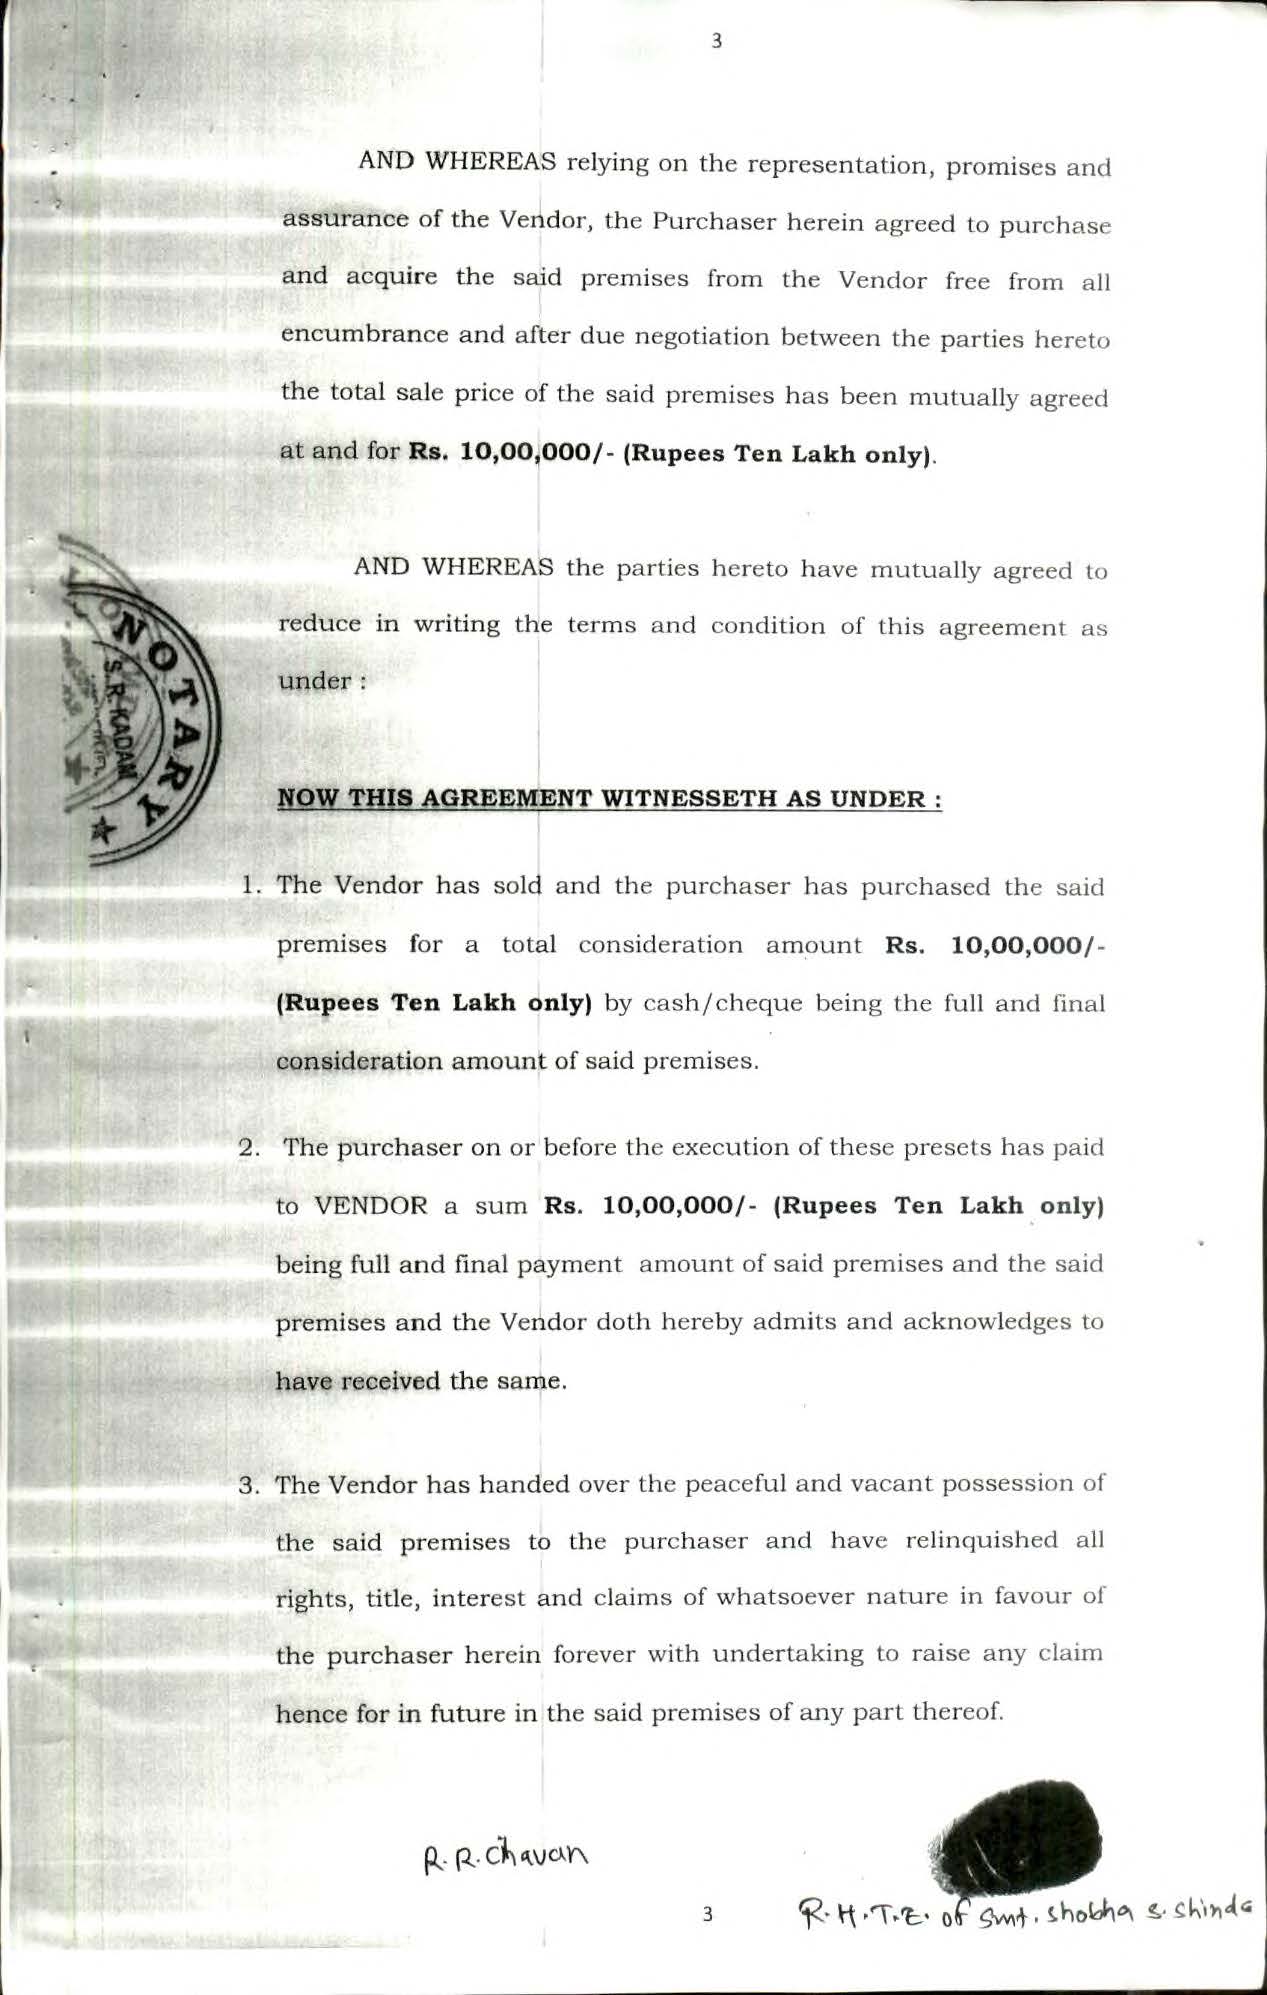 3
AND WHEREAS relying on the representation, promises and
assurance of the Vendor, the Purchaser herein agreed to purchase
and acquire the said premises from the Vendor free from all
encumbrance and after due negotiation between the parties hereto
the total sale price of the said premises has been mutually agreed
at and for Rs. 10,00,000/- (Rupees Ten Lakh only).
AND WHEREAS the parties hereto have mutually agreed to
reduce in writing the terms and condition of this agreement as
under :
NOTARY
S.R. KADAM
NOW THIS AGREEMENT WITNESSETH AS UNDER :
1. The Vendor has sold and the purchaser has purchased the said
premises for a total consideration amount Rs. 10,00,000/-
(Rupees Ten Lakh only) by cash/cheque being the full and final
consideration amount of said premises.
2. The purchaser on or before the execution of these presets has paid
to VENDOR a sum Rs. 10,00,000/- (Rupees Ten Lakh only)
being full and final payment amount of said premises and the said
premises and the Vendor doth hereby admits and acknowledges to
have received the same.
3. The Vendor has handed over the peaceful and vacant possession of
the said premises to the purchaser and have relinquished all
rights, title, interest and claims of whatsoever nature in favour of
the purchaser herein forever with undertaking to raise any claim
hence for in future in the said premises of any part thereof.
R. R. Chavan
3
R.H.T.E. of Smt. Shobha S. Shinde